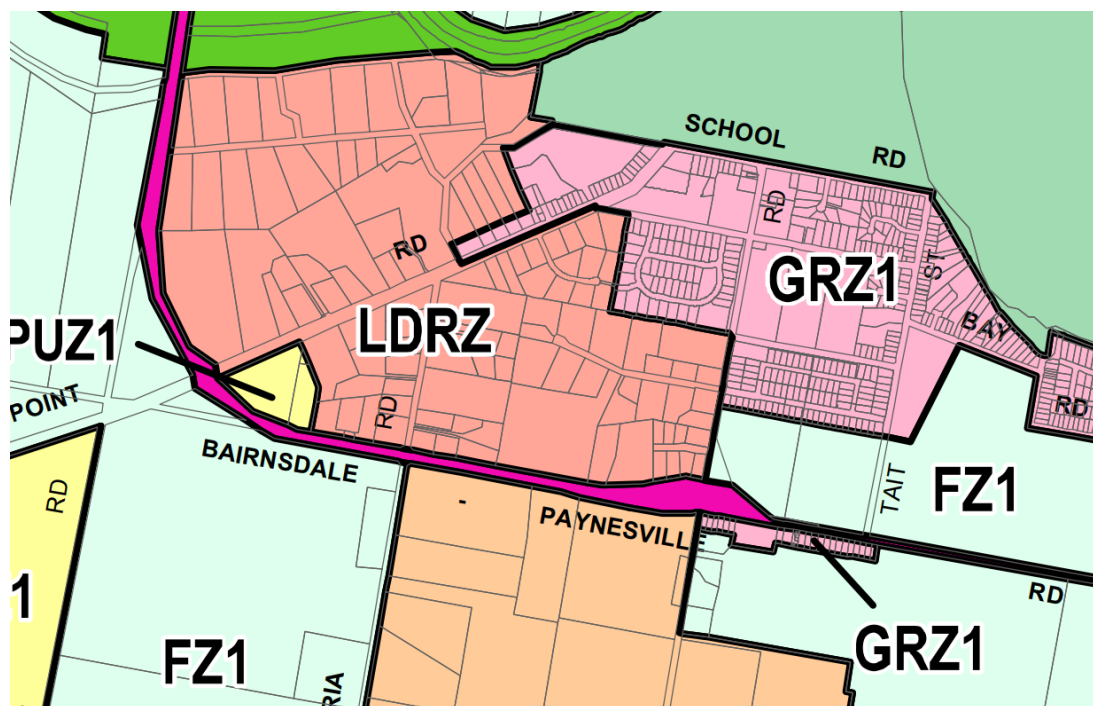 SCHOOL
RD
RD
RD
GRZ1
ST
LDRZ
BAY
PUZ1
RD
POINT
RD
BAIRNSDALE
RD
-
PAYNESVILLE
TAIT
FZ1
1
RD
GRZ1
FZ1
RIA